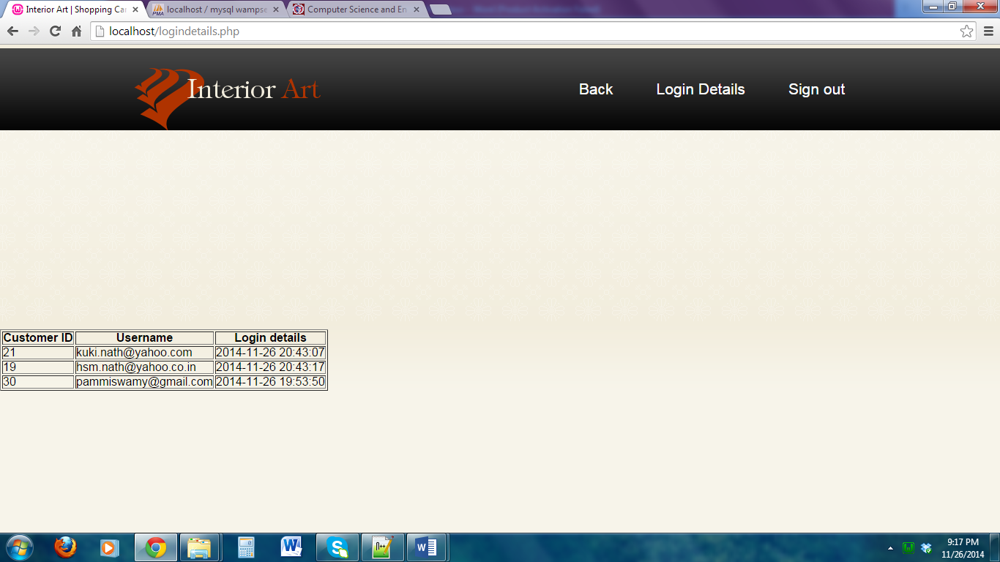 Interior Art | Shopping Ca
localhost / mysql wampse
Computer Science and En
localhost/logindetails.php
Interior Art
Back
Login Details
Sign out
Customer ID Username Login details
21 kuki.nath@yahoo.com 2014-11-26 20:43:07
19 hsm.nath@yahoo.co.in 2014-11-26 20:43:17
30 pammiswamy@gmail.com 2014-11-26 19:53:50
9:17 PM
11/26/2014